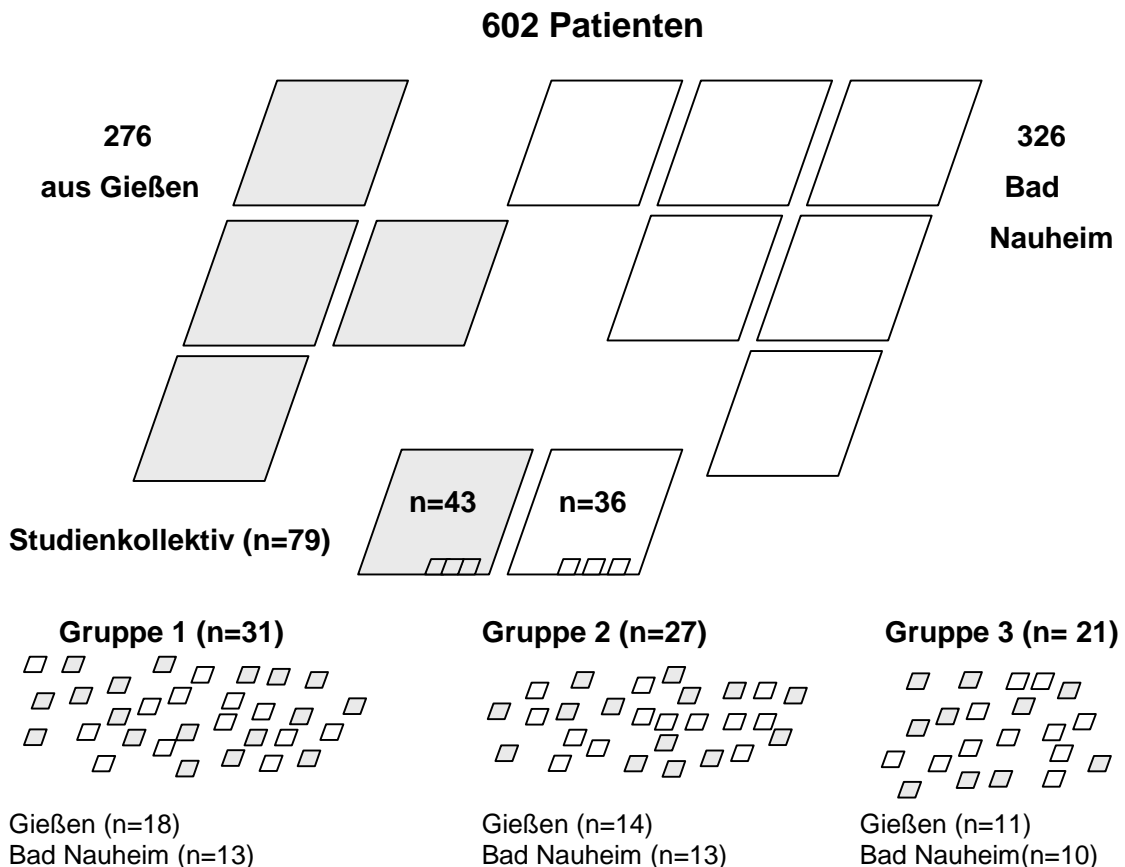 602 Patienten
276
aus Gießen
326
Bad
Nauheim
n=43
n=36
Studienkollektiv (n=79)
Gruppe 1 (n=31)
Gruppe 2 (n=27)
Gruppe 3 (n= 21)
Gießen (n=18)
Bad Nauheim (n=13)
Gießen (n=14)
Bad Nauheim (n=13)
Gießen (n=11)
Bad Nauheim(n=10)